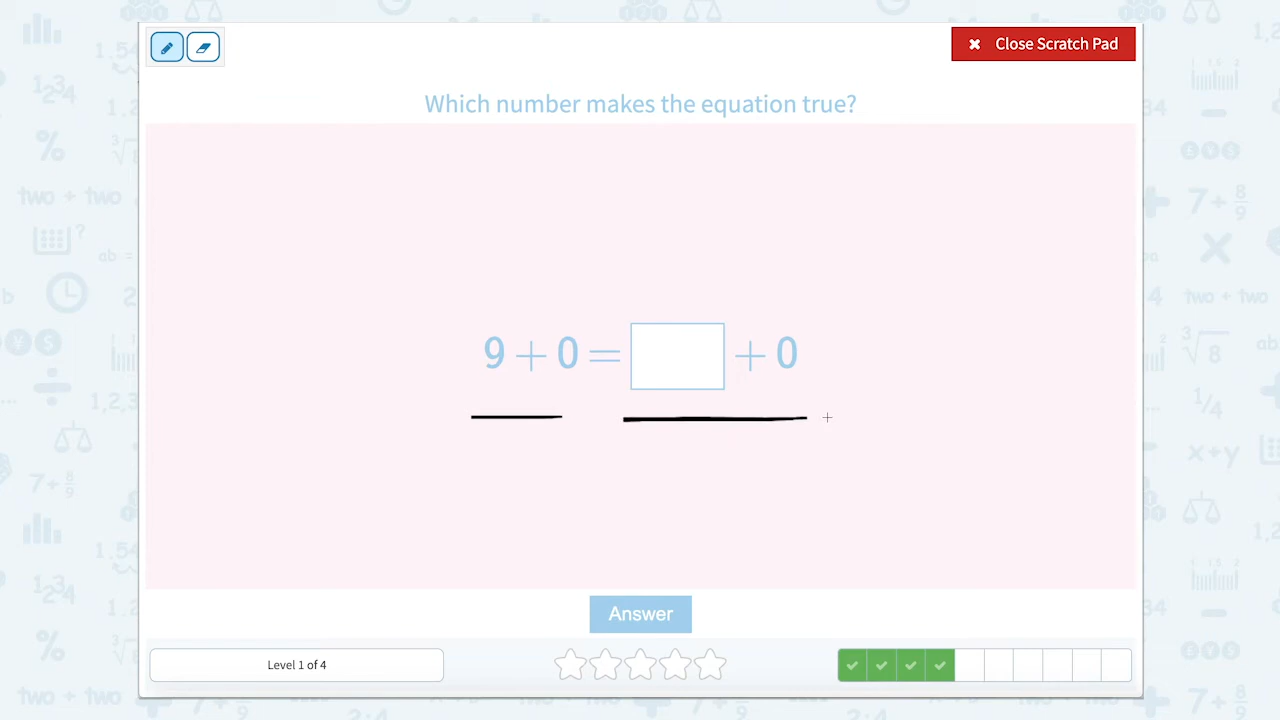 Close Scratch Pad
Which number makes the equation true?
9 + 0 = + 0
Answer
Level 1 of 4